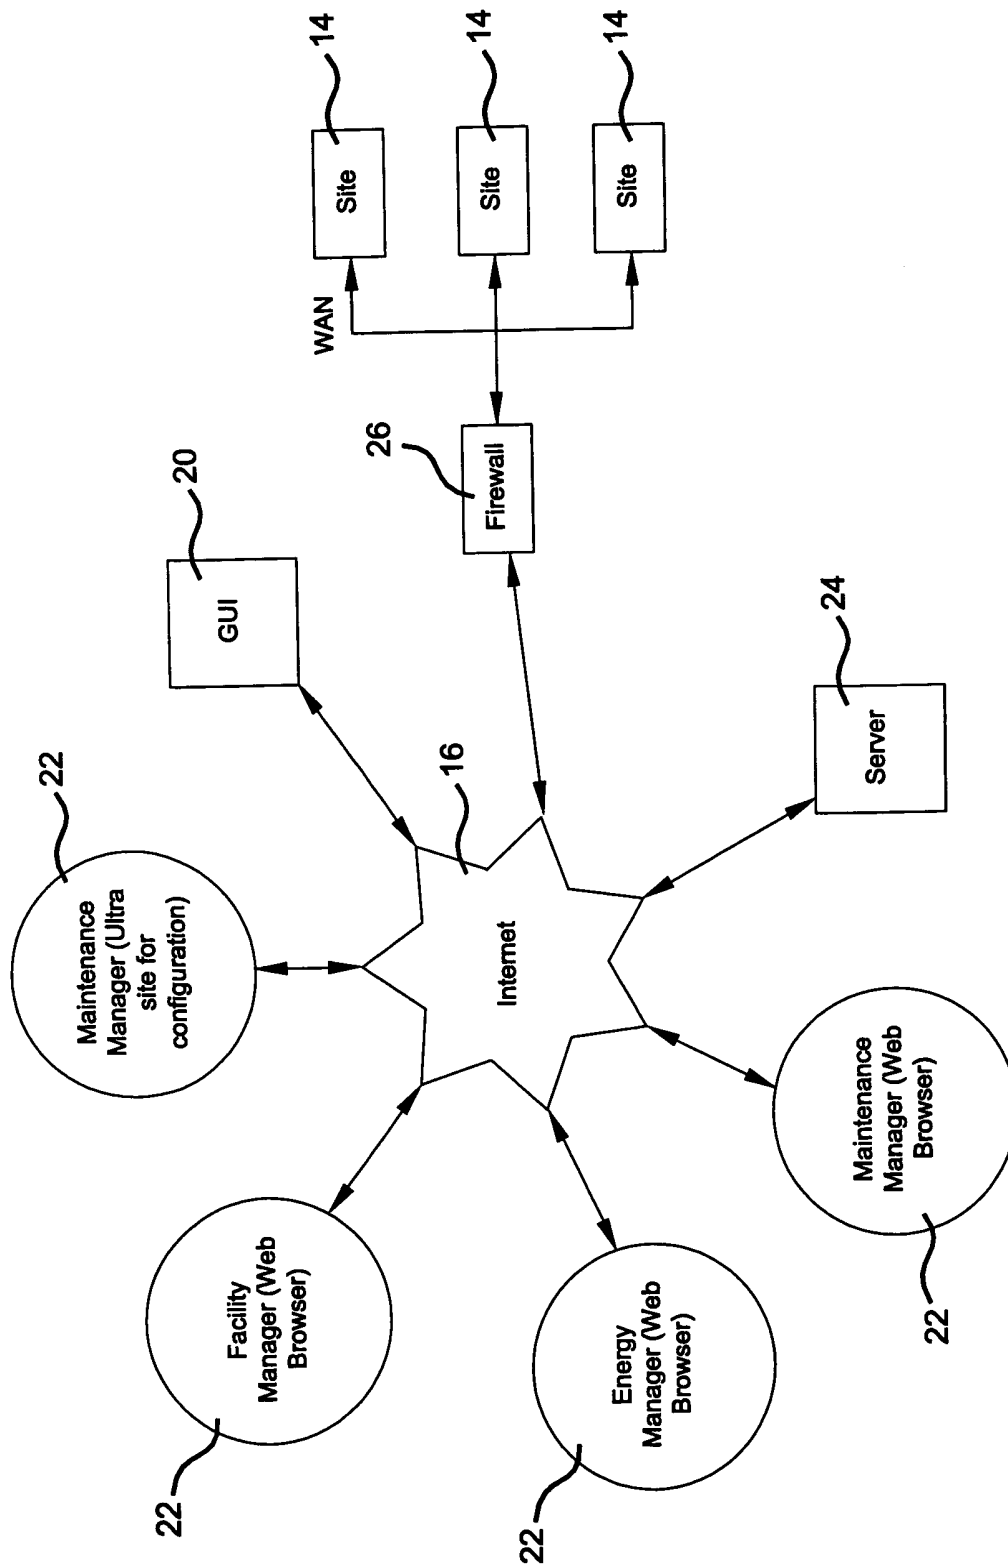 22
Facility
Manager (Web
Browser)
22
Maintenance
Manager (Ultra
site for
configuration)
20
GUI
14
Site
WAN
14
Site
14
Site
26
Firewall
16
Internet
22
Energy
Manager (Web
Browser)
22
Maintenance
Manager (Web
Browser)
24
Server